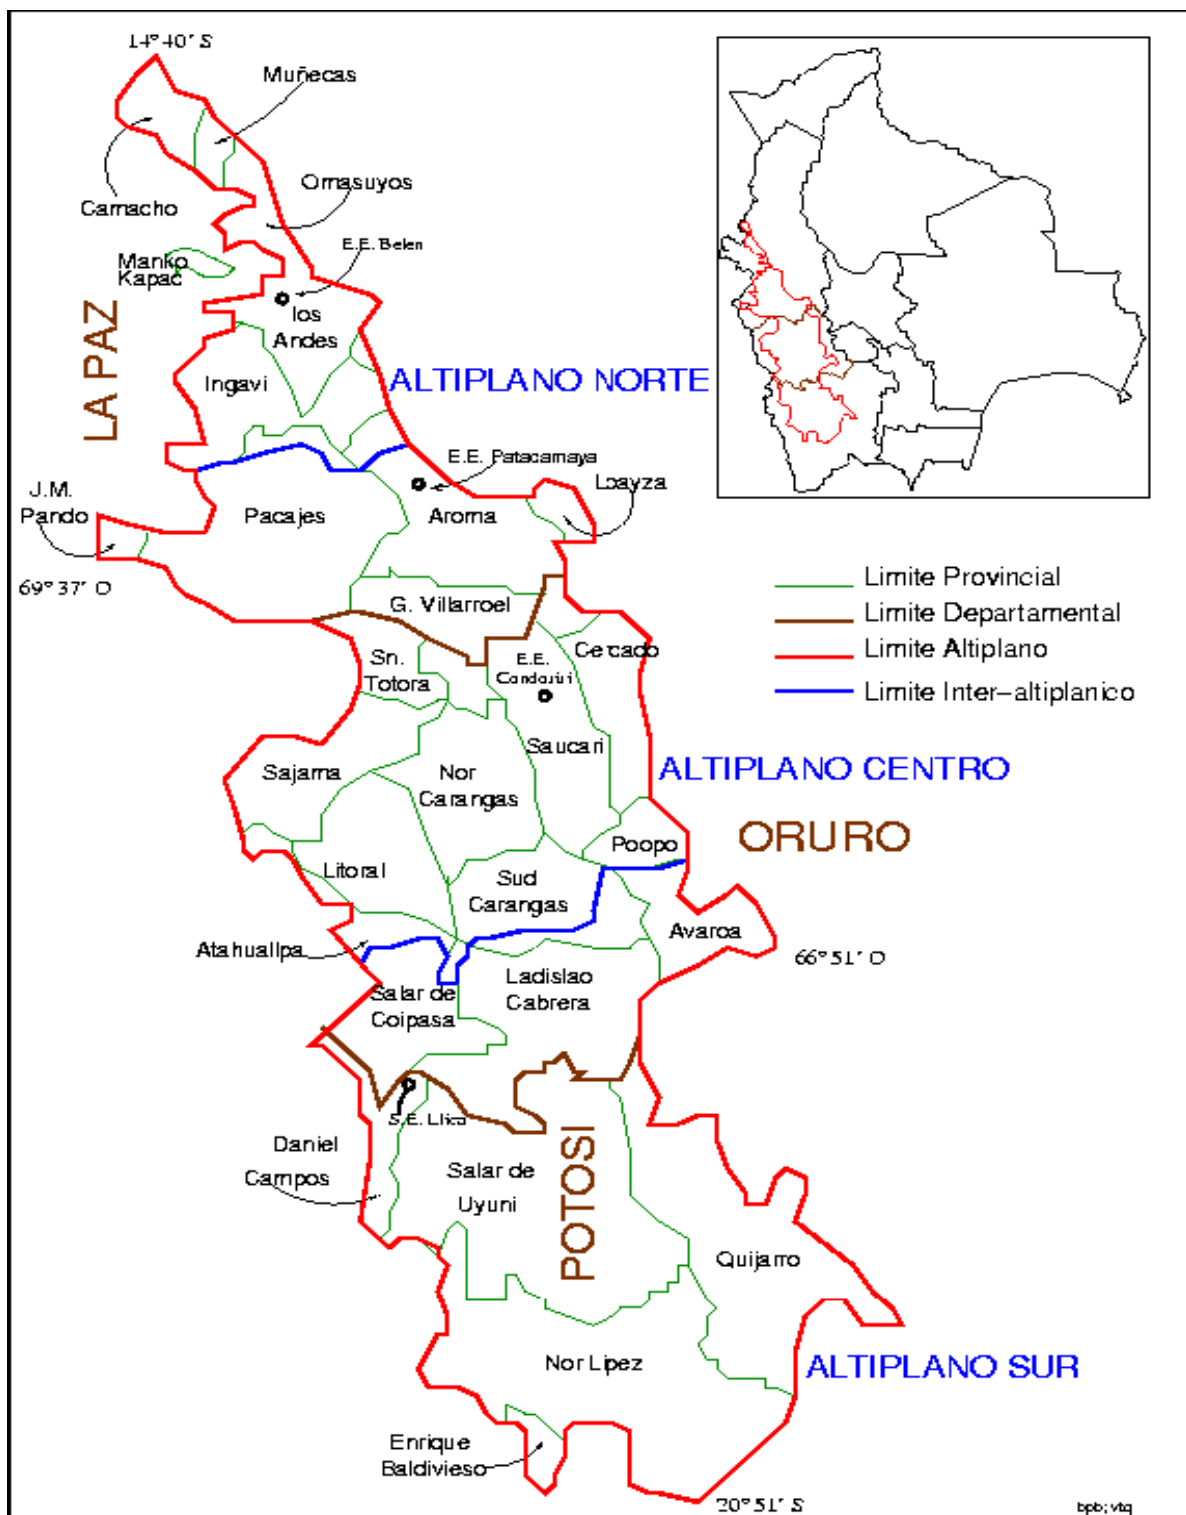 14° 40' S
Muñecas
Omasuyos
Camacho
E.E. Belen
Manko
Kapac
los
Andes
LA PAZ
Ingavi
ALTIPLANO NORTE
E.E. Patacamaya
Loayza
J.M.
Pando
Pacajes
Aroma
69° 37' O
G. Villarroel
Limite Provincial
Limite Departamental
Limite Altiplano
Limite Inter-altiplanico
Cercado
Sn.
Totora
E.E.
Condoriri
Saucari
Sajama
Nor
Carangas
ALTIPLANO CENTRO
ORURO
Poopo
Litoral
Sud
Carangas
Avaroa
Atahuallpa
66° 51' O
Ladislao
Cabrera
Salar de
Coipasa
S.E. Llica
Daniel
Campos
Salar de
Uyuni
POTOSI
Quijarro
Nor Lipez
ALTIPLANO SUR
Enrique
Baldivieso
20° 51' S
bpb; vtq